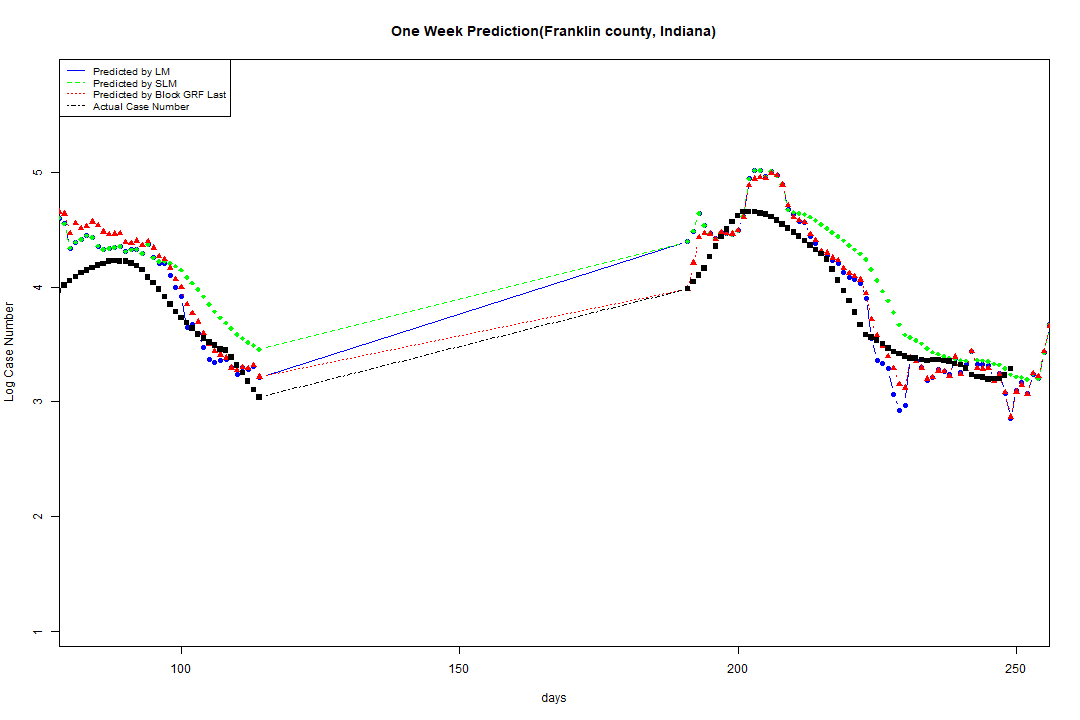 One Week Prediction(Franklin county, Indiana)
Predicted by LM
Predicted by SLM
Predicted by Block GRF Last
Actual Case Number
5
4
3
2
1
Log Case Number
100
150
200
250
days